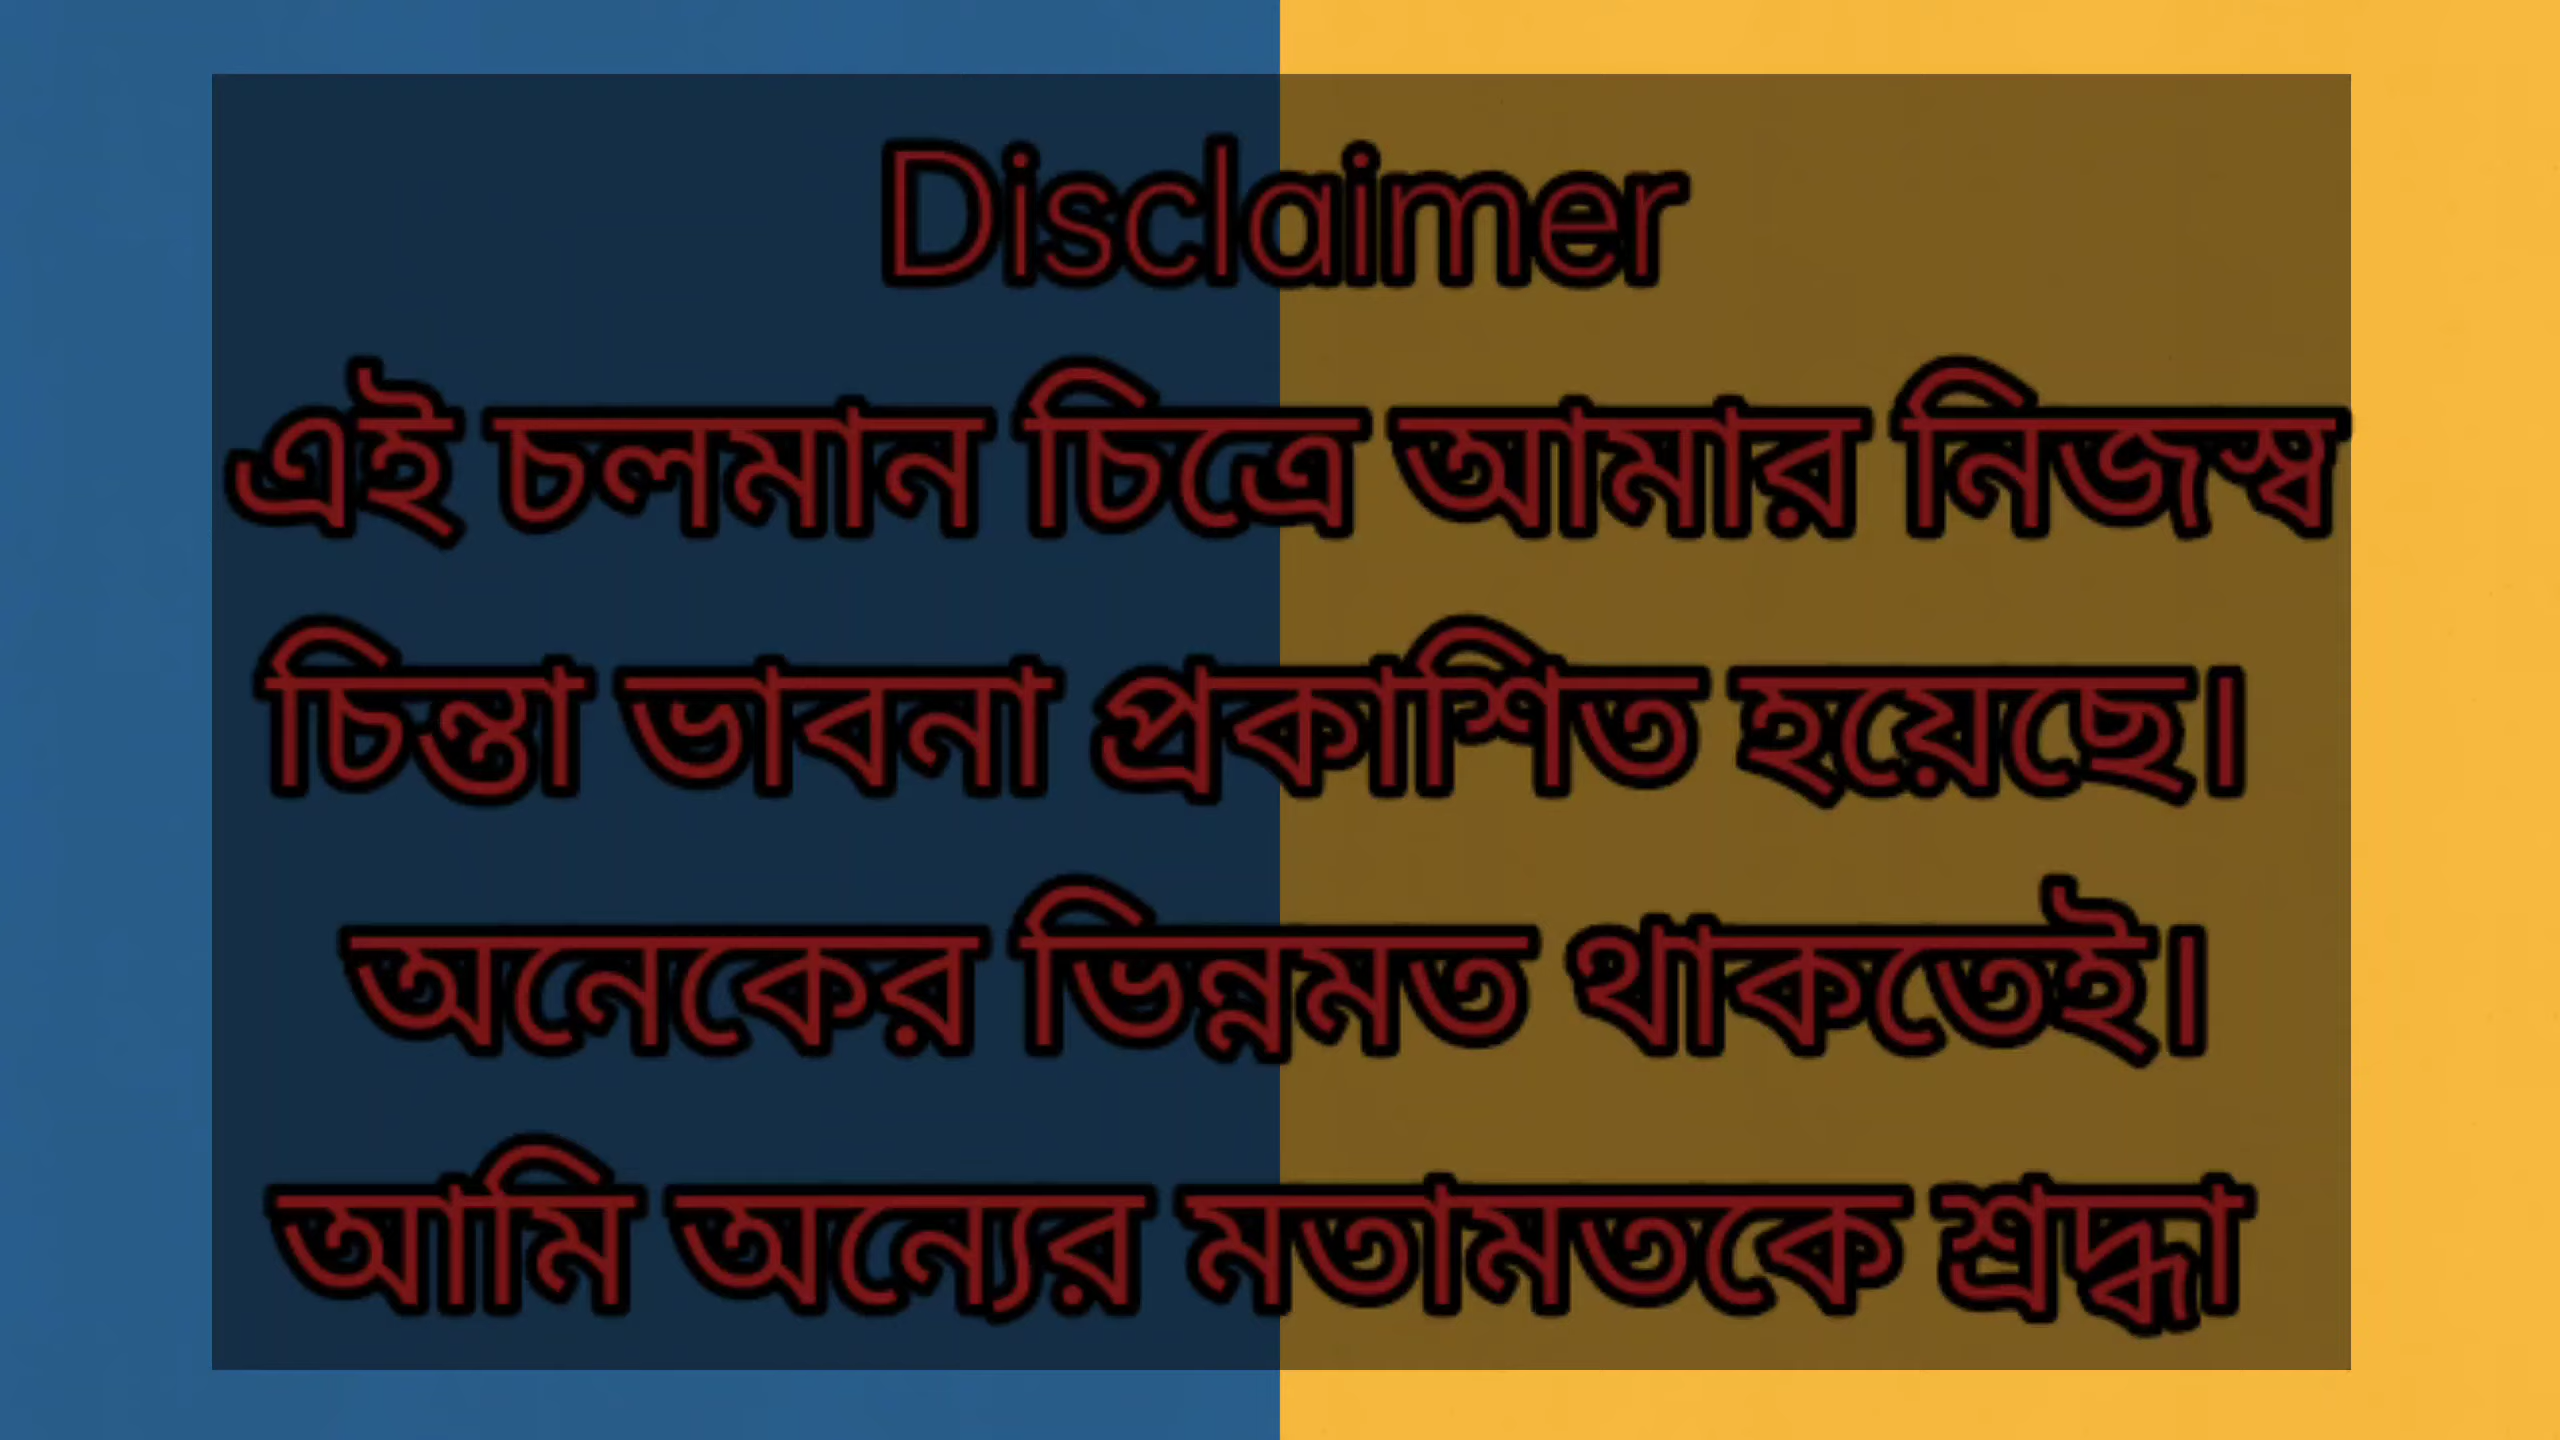 Disclaimer
এই চলমান চিত্রে আমার নিজস্ব
চিন্তা ভাবনা প্রকাশিত হয়েছে।
অনেকের ভিন্নমত থাকতেই।
আমি অন্যের মতামতকে শ্রদ্ধা